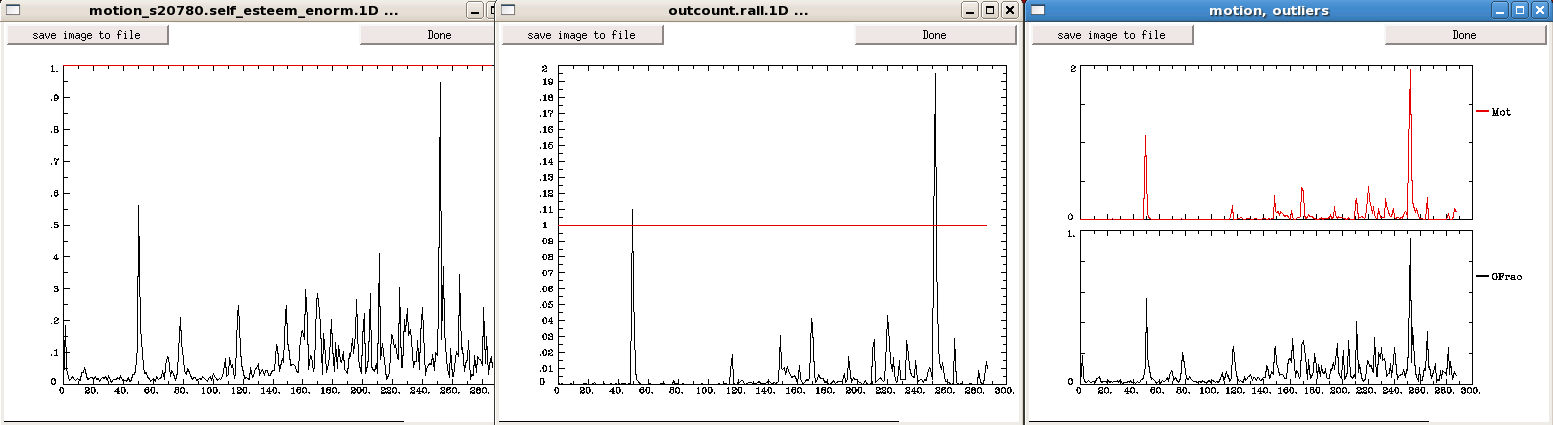 motion_s20780.self_esteem_enorm.1D ...
save image to file
Done
1.
.9
.8
.7
.6
.5
.4
.3
.2
.1
0
0 20. 40. 60. 80. 100. 120. 140. 160. 180. 200. 220. 240. 260. 280.
outcount.rall.1D ...
save image to file
Done
.2
.19
.18
.17
.16
.15
.14
.13
.12
.11
.1
.09
.08
.07
.06
.05
.04
.03
.02
.01
0
0 20. 40. 60. 80. 100. 120. 140. 160. 180. 200. 220. 240. 260. 280. 300.
motion, outliers
save image to file
Done
.2
0
Mot
1.
0
OFrac
0 20. 40. 60. 80. 100. 120. 140. 160. 180. 200. 220. 240. 260. 280. 300.